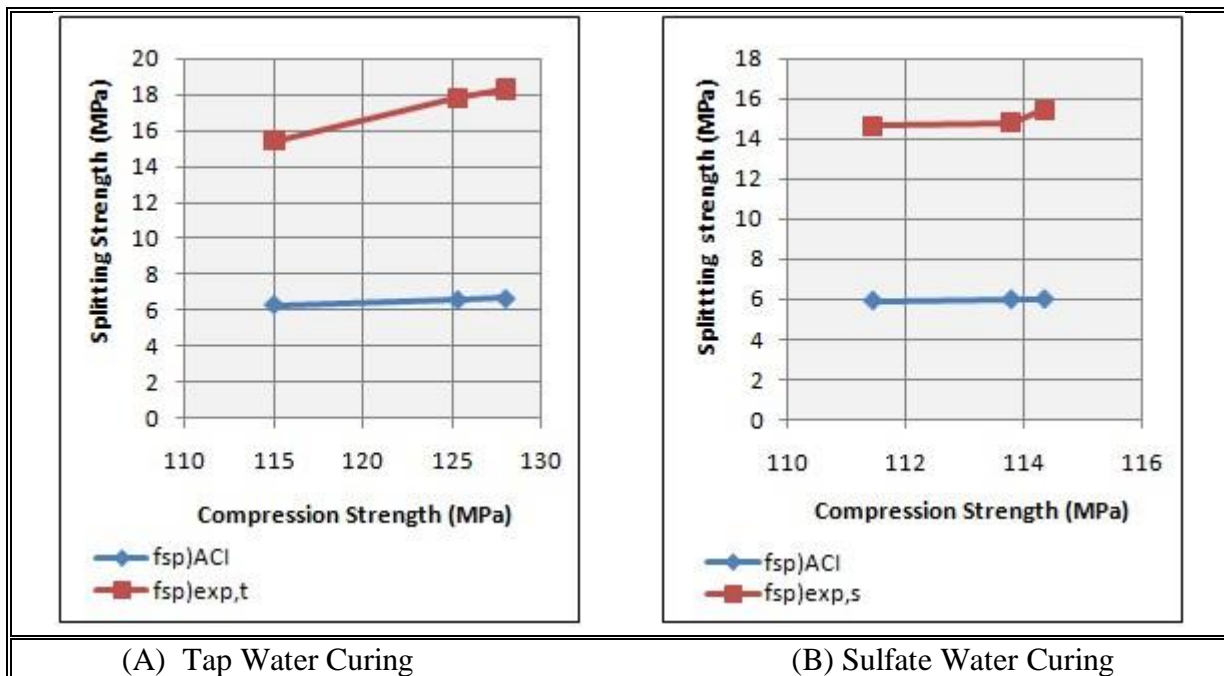 20
18
16
14
12
10
8
6
4
2
0
Splitting Strength (MPa)
110 115 120 125 130
Compression Strength (MPa)
fsp)ACI
fsp)exp,t
18
16
14
12
10
8
6
4
2
0
Splittting strength (MPa)
110 112 114 116
Compression Strength (MPa)
fsp)ACI
fsp)exp,s
(A) Tap Water Curing
(B) Sulfate Water Curing